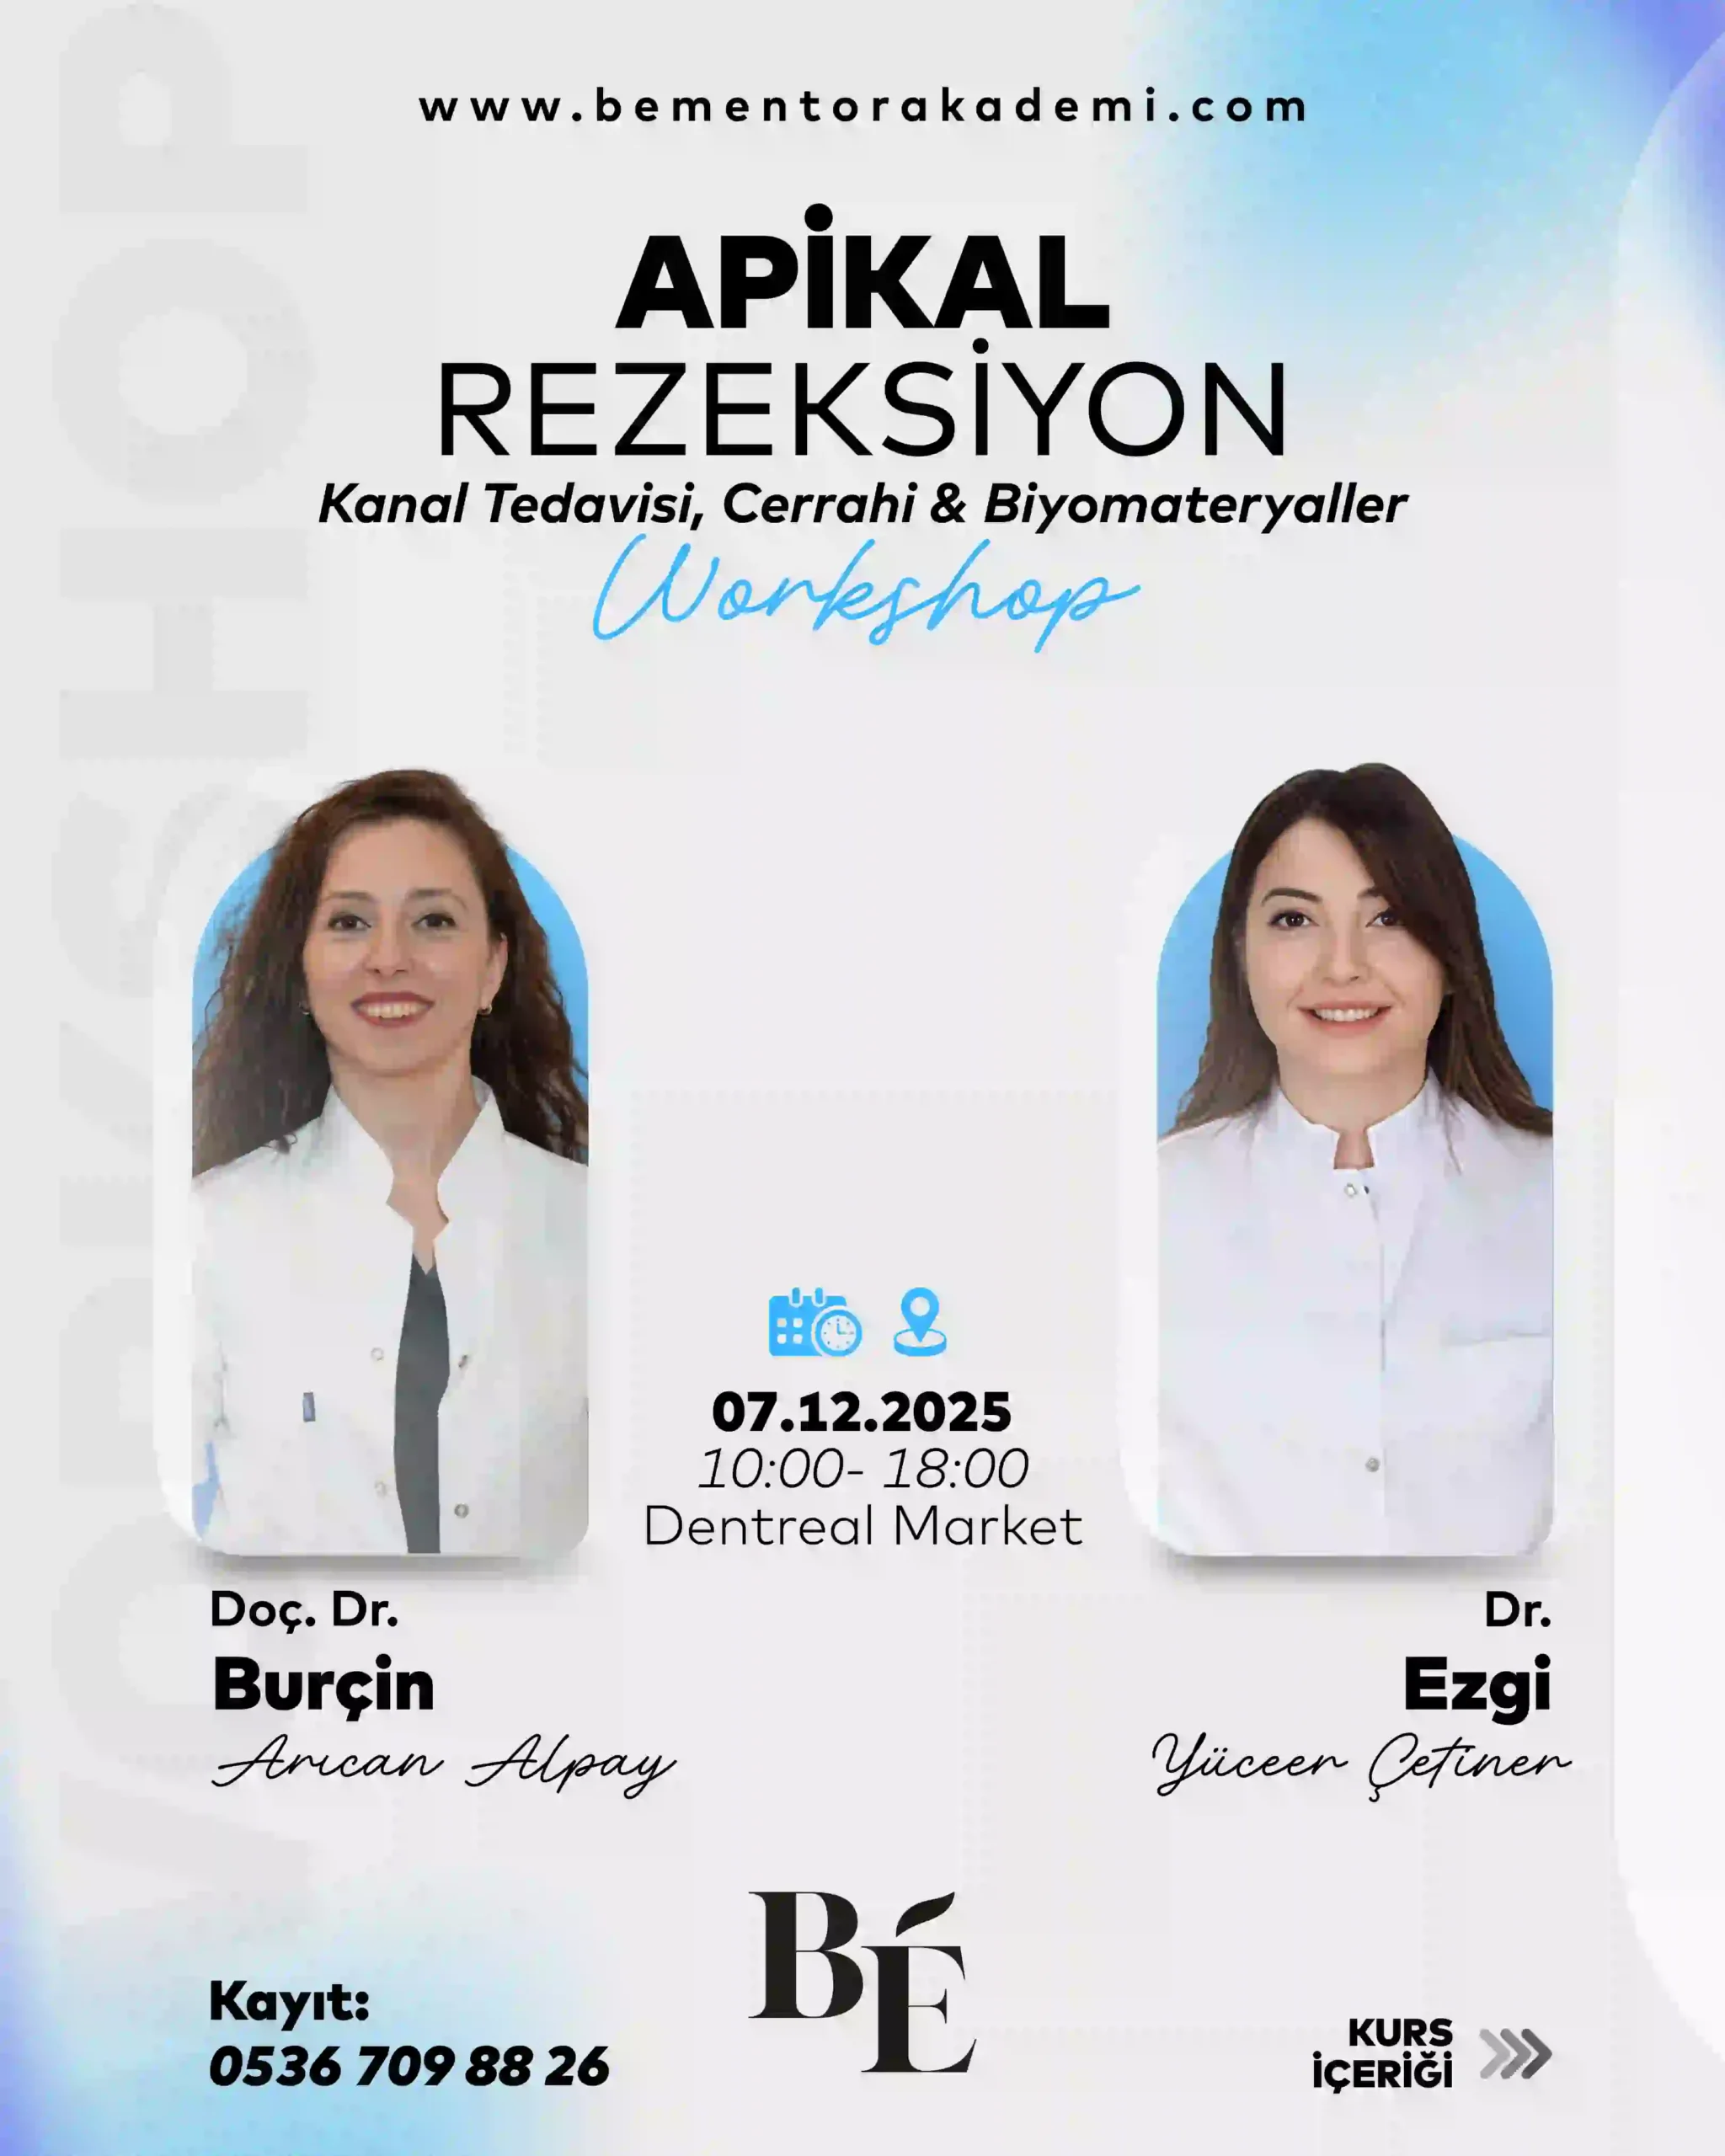 www.bementorakademi.com
APİKAL
REZEKSİYON
Kanal Tedavisi, Cerrahi & Biyomateryaller
Workshop
WORKSHOP
07.12.2025
10:00- 18:00
Dentreal Market
Doç. Dr.
Burçin
Arıcan Alpay
Dr.
Ezgi
Yüceer Çetiner
BÉ
Kayıt:
0536 709 88 26
KURS
İÇERİĞİ